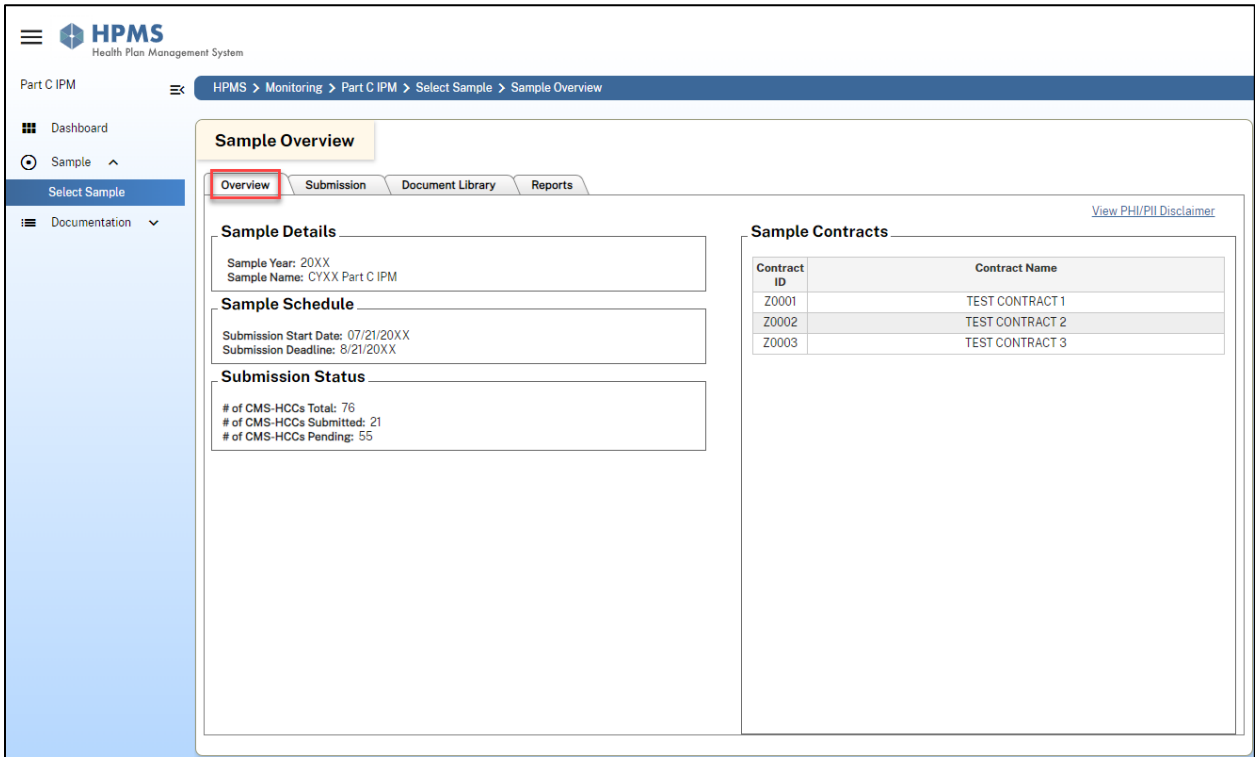 HPMS
Health Plan Management System
Part C IPM
HPMS > Monitoring > Part C IPM > Select Sample > Sample Overview
Dashboard
Sample
Select Sample
Documentation
Sample Overview
Overview
Submission
Document Library
Reports
View PHI/PII Disclaimer
Sample Details
Sample Year: 20XX
Sample Name: CYXX Part C IPM
Sample Schedule
Submission Start Date: 07/21/20XX
Submission Deadline: 8/21/20XX
Submission Status
# of CMS-HCCs Total: 76
# of CMS-HCCs Submitted: 21
# of CMS-HCCs Pending: 55
Sample Contracts
Contract ID Contract Name
Z0001 TEST CONTRACT 1
Z0002 TEST CONTRACT 2
Z0003 TEST CONTRACT 3